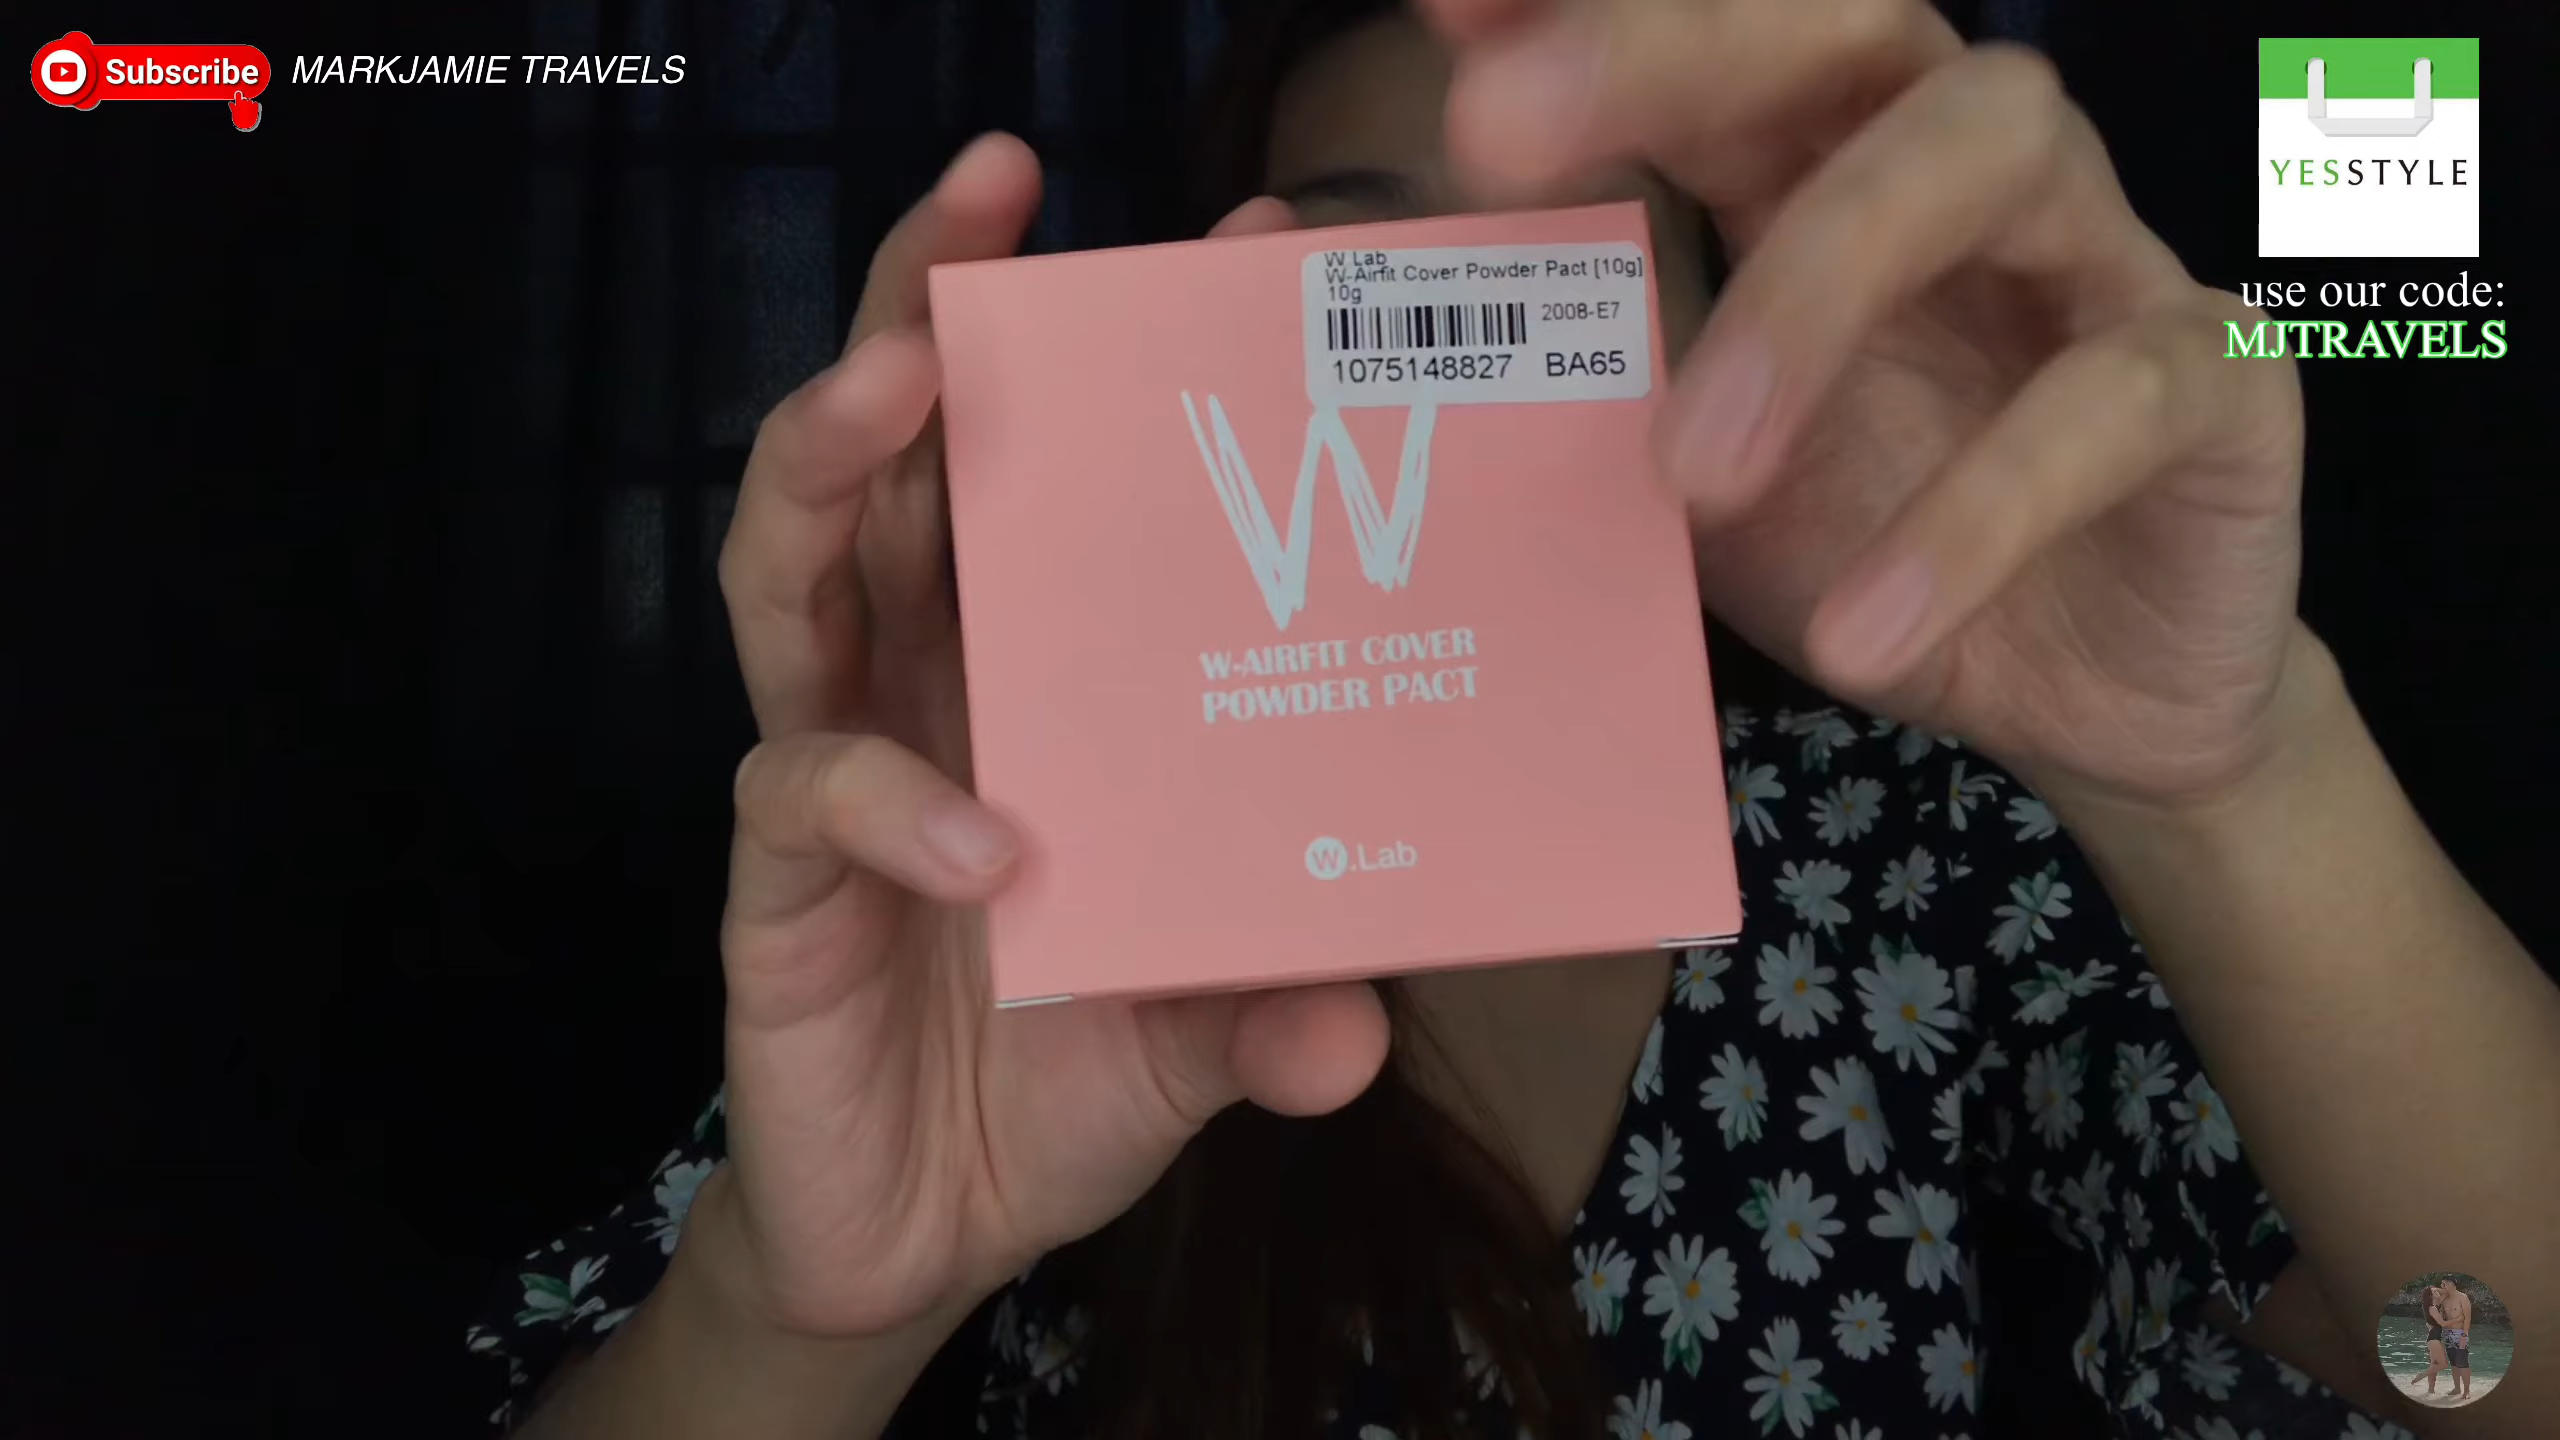 Subscribe
MARKJAMIE TRAVELS
YESSTYLE
use our code:
MJTRAVELS
W.Lab
W-Airfit Cover Powder Pact [10g]
10g
2008-E7
1075148827 BA65
W
W-AIRFIT COVER
POWDER PACT
W.Lab